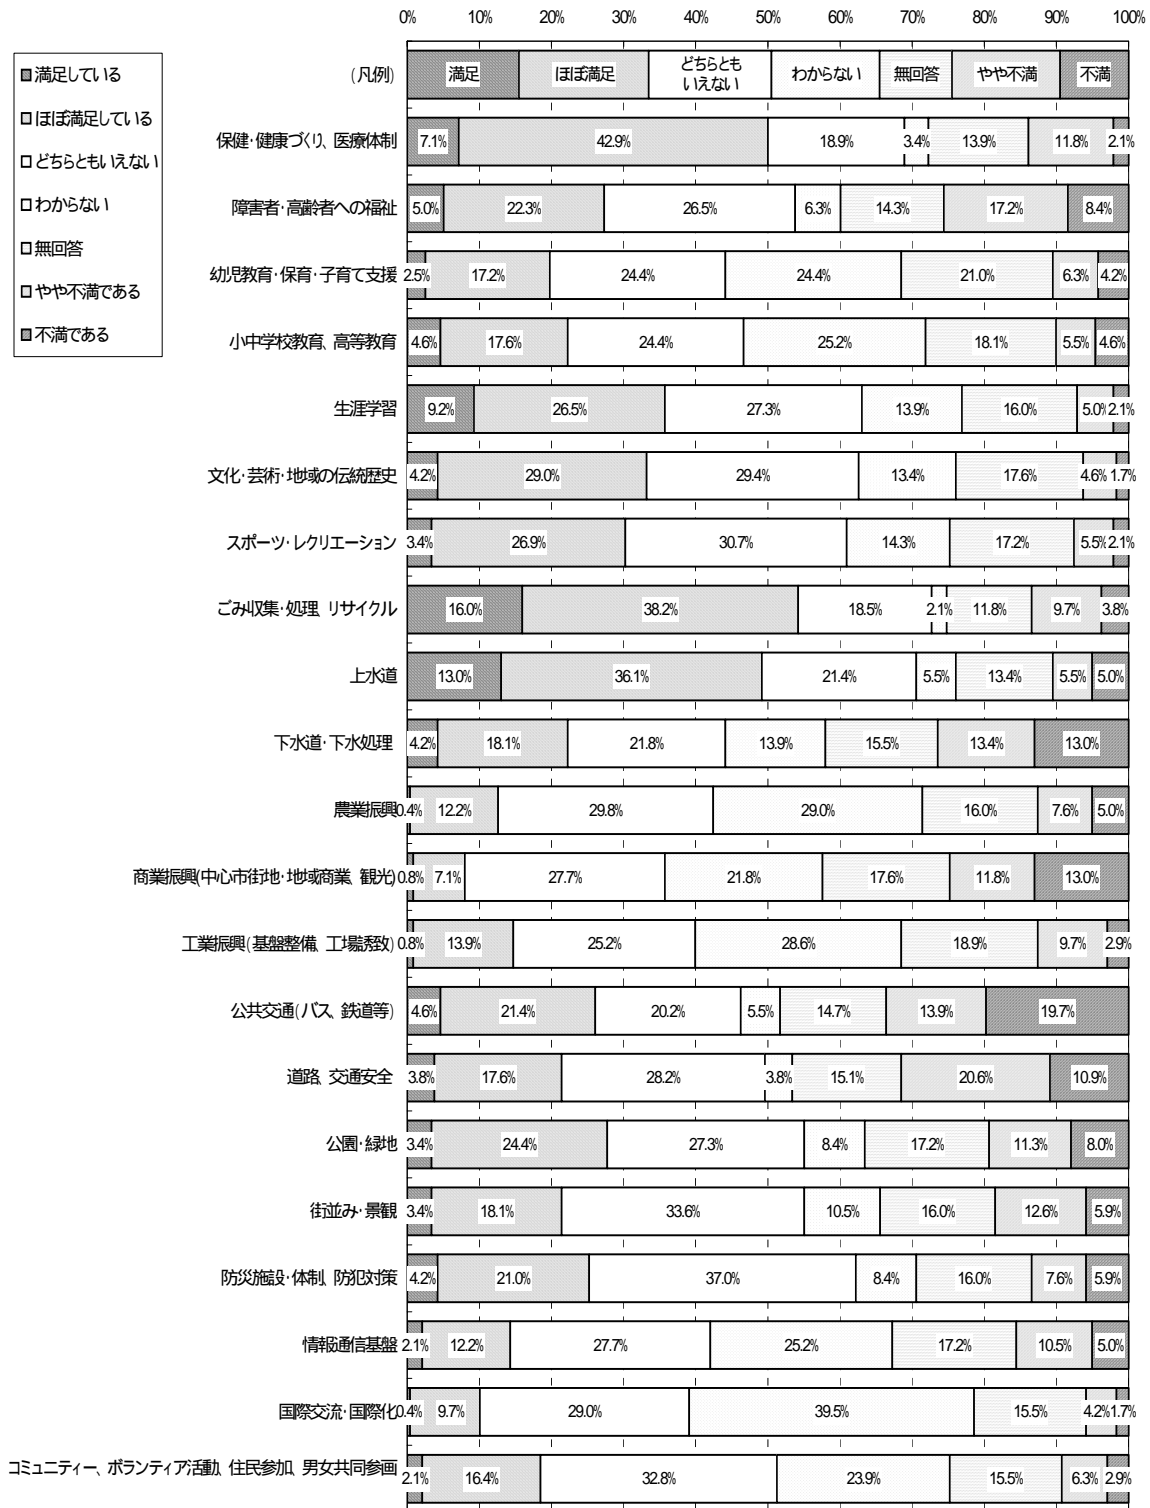 0% 10% 20% 30% 40% 50% 60% 70% 80% 90% 100%
満足している
ほぼ満足している
どちらともいえない
わからない
無回答
やや不満である
不満である
(凡例) 満足 ほぼ満足 どちらとも わからない 無回答 やや不満 不満
いえない
保健・健康づくり、医療体制 7.1% 42.9% 18.9% 3.4% 13.9% 11.8% 2.1%
障害者・高齢者への福祉 5.0% 22.3% 26.5% 6.3% 14.3% 17.2% 8.4%
幼児教育・保育・子育て支援 2.5% 17.2% 24.4% 24.4% 21.0% 6.3% 4.2%
小中学校教育、高等教育 4.6% 17.6% 24.4% 25.2% 18.1% 5.5% 4.6%
生涯学習 9.2% 26.5% 27.3% 13.9% 16.0% 5.0% 2.1%
文化・芸術・地域の伝統歴史 4.2% 29.0% 29.4% 13.4% 17.6% 4.6% 1.7%
スポーツ・レクリエーション 3.4% 26.9% 30.7% 14.3% 17.2% 5.5% 2.1%
ごみ収集・処理、リサイクル 16.0% 38.2% 18.5% 2.1% 11.8% 9.7% 3.8%
上水道 13.0% 36.1% 21.4% 5.5% 13.4% 5.5% 5.0%
下水道・下水処理 4.2% 18.1% 21.8% 13.9% 15.5% 13.4% 13.0%
農業振興 0.4% 12.2% 29.8% 29.0% 16.0% 7.6% 5.0%
商業振興(中心市街地・地域商業、観光) 0.8% 7.1% 27.7% 21.8% 17.6% 11.8% 13.0%
工業振興(基盤整備、工場誘致) 0.8% 13.9% 25.2% 28.6% 18.9% 9.7% 2.9%
公共交通(バス、鉄道等) 4.6% 21.4% 20.2% 5.5% 14.7% 13.9% 19.7%
道路、交通安全 3.8% 17.6% 28.2% 3.8% 15.1% 20.6% 10.9%
公園・緑地 3.4% 24.4% 27.3% 8.4% 17.2% 11.3% 8.0%
街並み・景観 3.4% 18.1% 33.6% 10.5% 16.0% 12.6% 5.9%
防災施設・体制、防犯対策 4.2% 21.0% 37.0% 8.4% 16.0% 7.6% 5.9%
情報通信基盤 2.1% 12.2% 27.7% 25.2% 17.2% 10.5% 5.0%
国際交流・国際化 0.4% 9.7% 29.0% 39.5% 15.5% 4.2% 1.7%
コミュニティー、ボランティア活動、住民参加、男女共同参画 2.1% 16.4% 32.8% 23.9% 15.5% 6.3% 2.9%